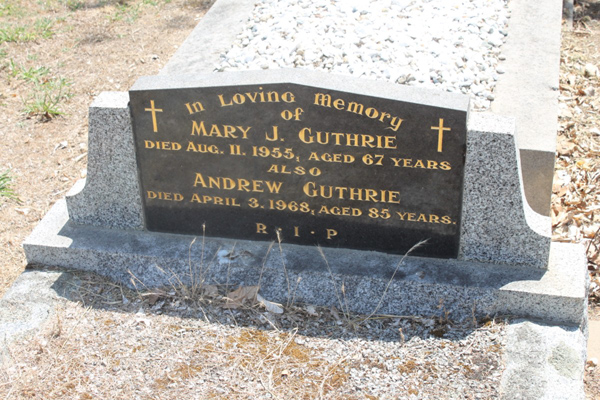 In Loving Memory
of
Mary J. Guthrie
Died Aug. 11. 1955, Aged 67 Years
Also
Andrew Guthrie
Died April 3. 1968, Aged 85 Years.
R·I·P